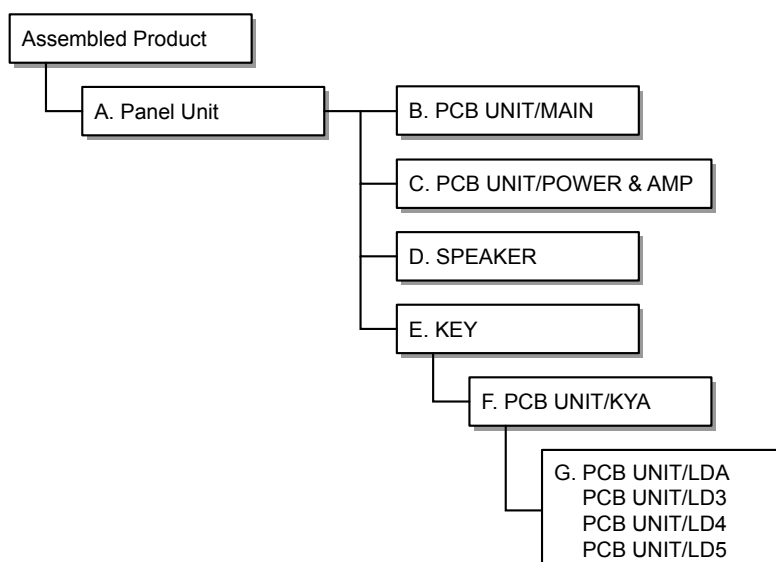 Assembled Product
A. Panel Unit
B. PCB UNIT/MAIN
C. PCB UNIT/POWER & AMP
D. SPEAKER
E. KEY
F. PCB UNIT/KYA
G. PCB UNIT/LDA
PCB UNIT/LD3
PCB UNIT/LD4
PCB UNIT/LD5